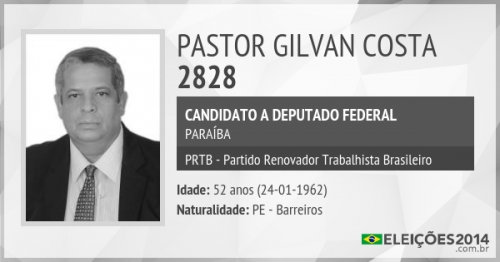 PASTOR GILVAN COSTA
2828
CANDIDATO A DEPUTADO FEDERAL
PARAÍBA
PRTB - Partido Renovador Trabalhista Brasileiro
Idade: 52 anos (24-01-1962)
Naturalidade: PE - Barreiros
ELEIÇÕES2014
.com.br